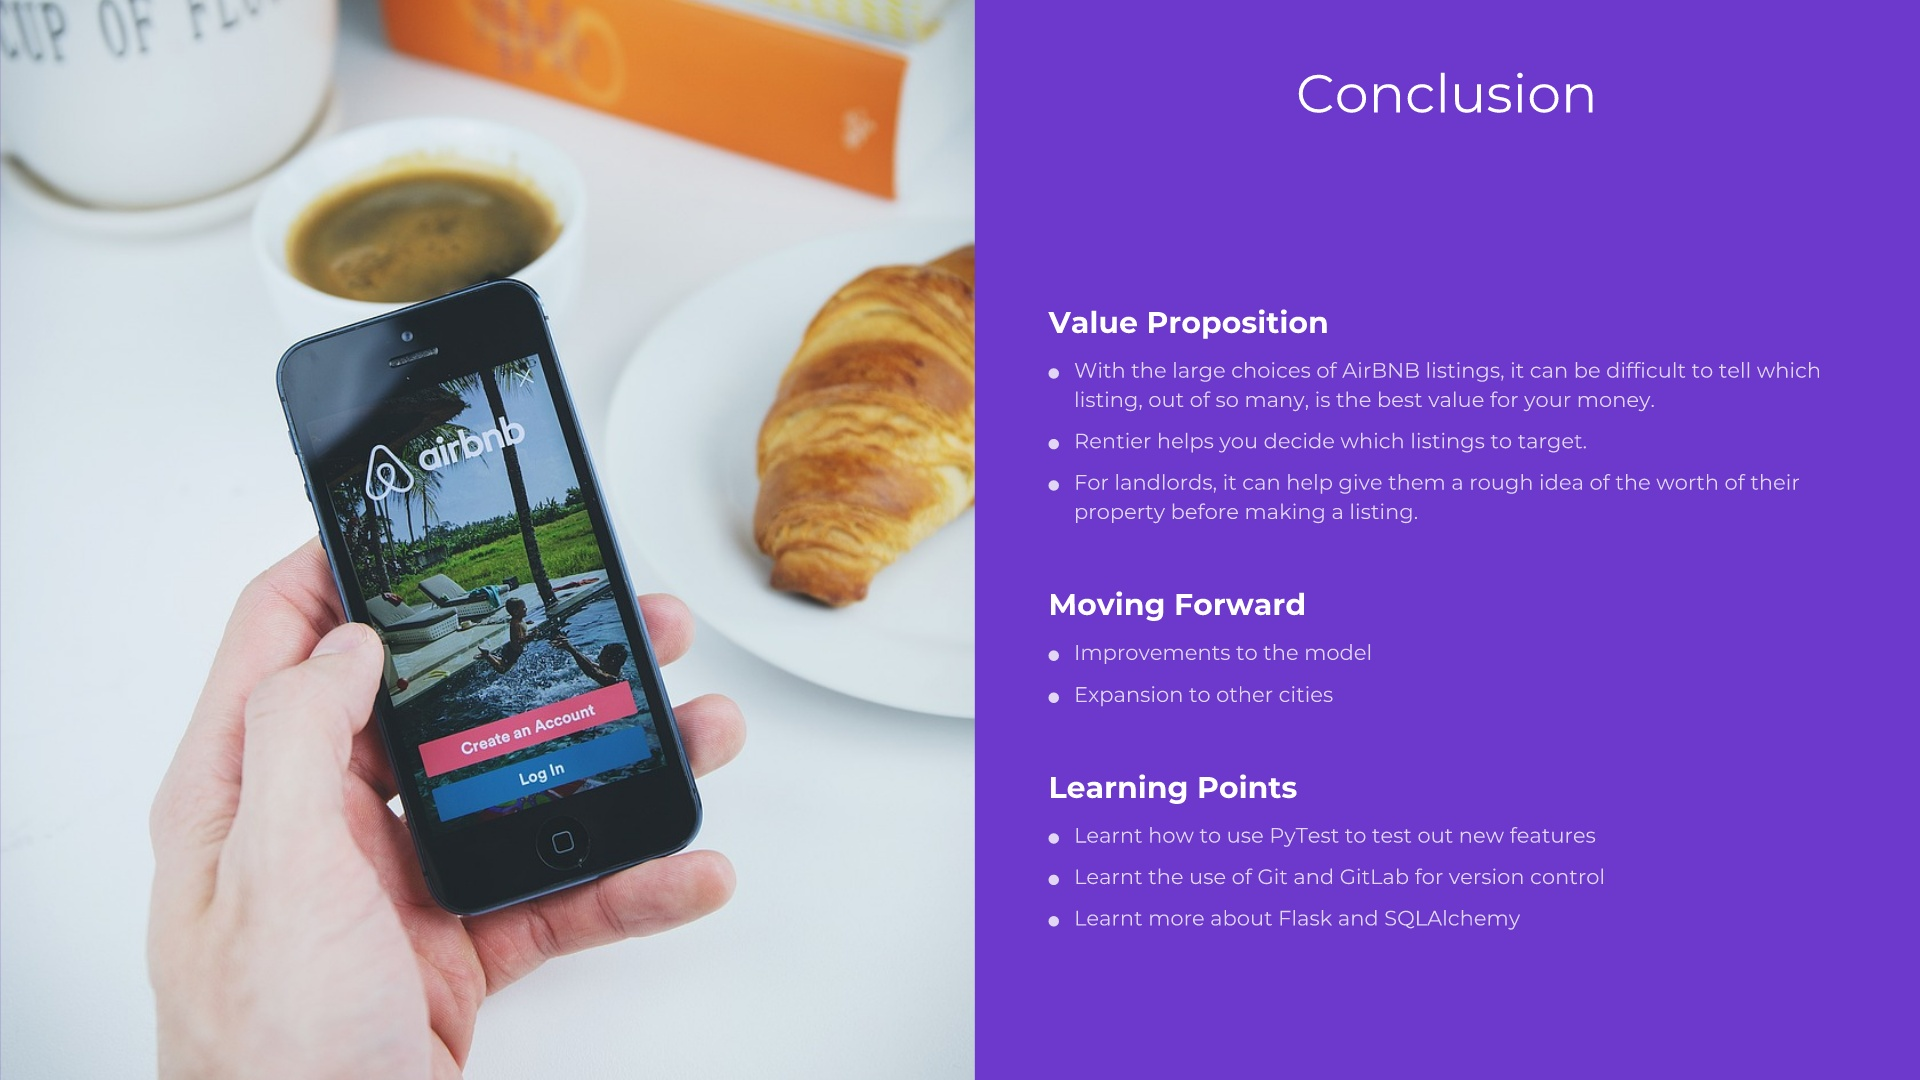 CUP OF
airbnb
Create an Account
Log In
Conclusion
Value Proposition
With the large choices of AirBNB listings, it can be difficult to tell which
listing, out of so many, is the best value for your money.
Rentier helps you decide which listings to target.
For landlords, it can help give them a rough idea of the worth of their
property before making a listing.
Moving Forward
Improvements to the model
Expansion to other cities
Learning Points
Learnt how to use PyTest to test out new features
Learnt the use of Git and GitLab for version control
Learnt more about Flask and SQLAlchemy